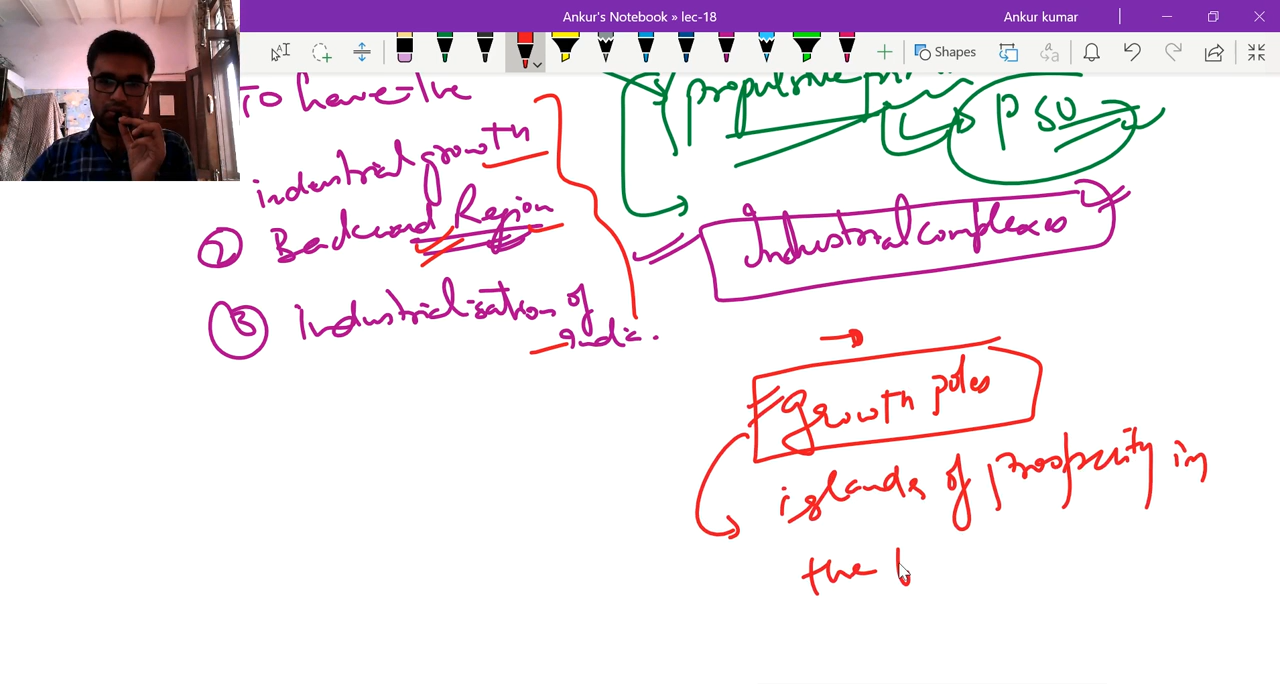 Ankur's Notebook » lec-18
Ankur kumar
Shapes
To have the
industrial growth
② Backward Region
③ Industrialisation of
India.
propulsive
PSU
Industrial complexes
growth poles
islands of prosperity in
the b